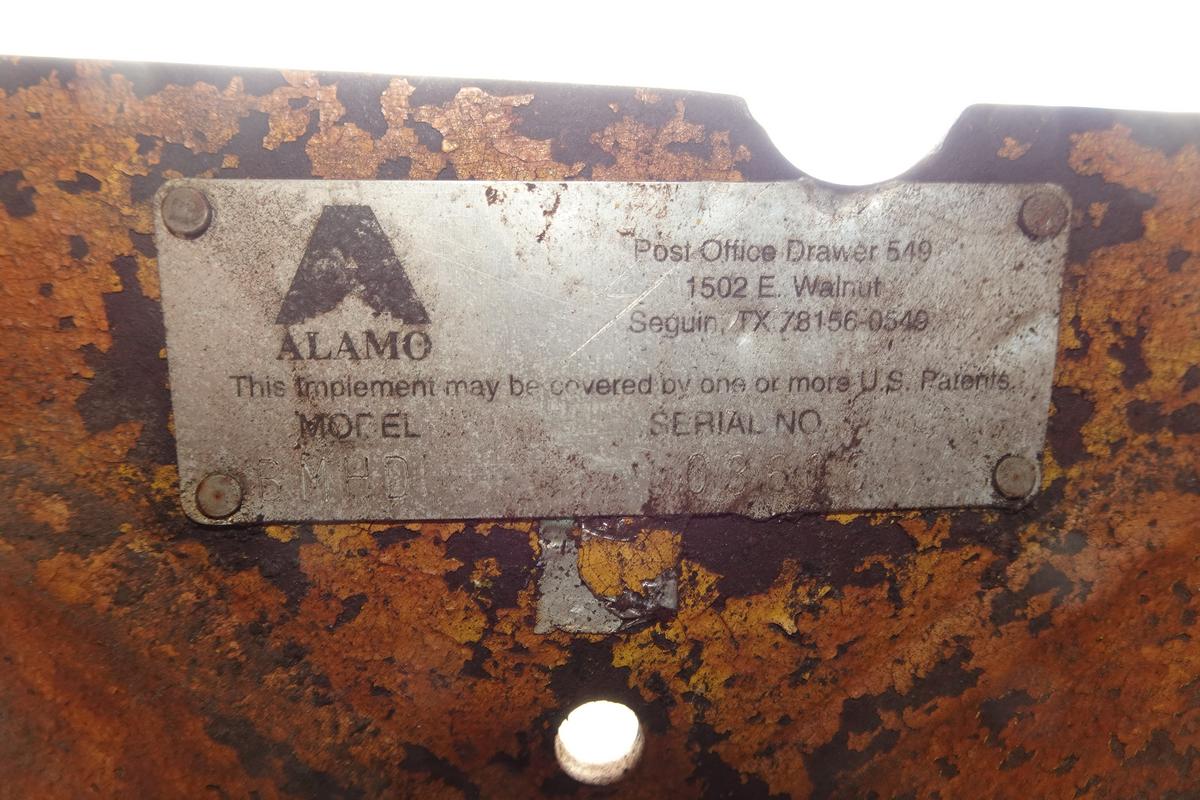 ALAMO
Post Office Drawer 549
1502 E. Walnut
Seguin, TX 78156-0549
This Implement may be covered by one or more U.S. Patents.
MODEL
SERIAL NO.
BMHD